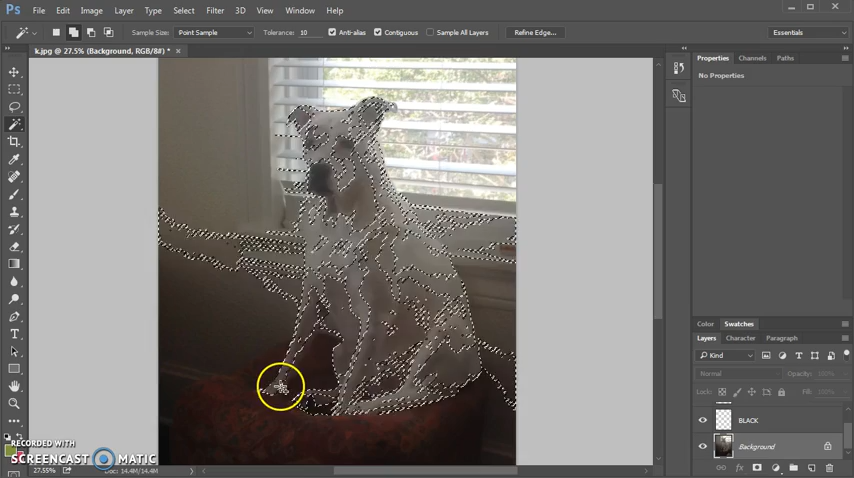 Ps File Edit Image Layer Type Select Filter 3D View Window Help
Sample Size: Point Sample Tolerance: 10 Anti-alias Contiguous Sample All Layers Refine Edge... Essentials
k.jpg @ 27.5% (Background, RGB/8#) * ×
Properties Channels Paths
No Properties
Color Swatches
Layers Character Paragraph
Kind
Normal Opacity: 100%
Lock: Fill: 100%
BLACK
Background
fx
RECORDED WITH
SCREENCAST MATIC
27.55% Doc: 14.4M/14.4M